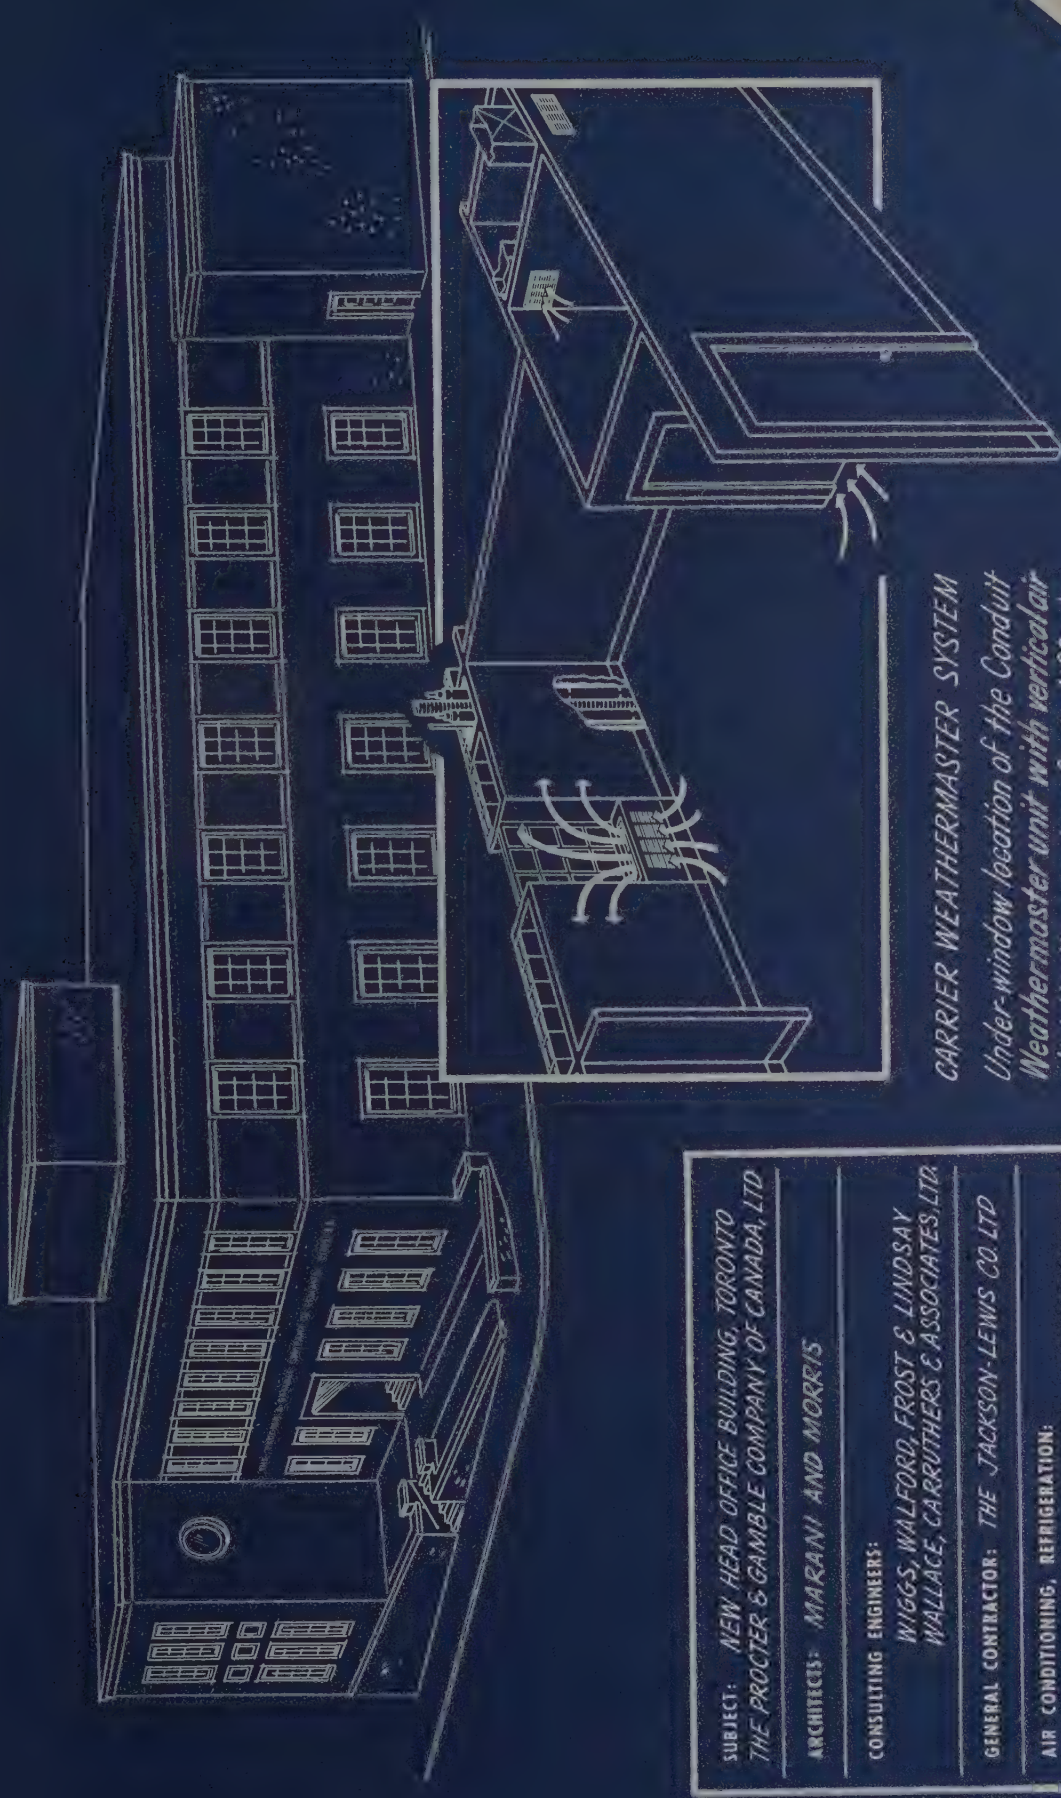 SUBJECT: NEW HEAD OFFICE BUILDING, TORONTO
THE PROCTER & GAMBLE COMPANY OF CANADA, LTD.
ARCHITECTS: MARANI AND MORRIS
CONSULTING ENGINEERS:
WIGGS, WALFORD, FROST & LINDSAY
WALLACE, CARRUTHERS & ASSOCIATES, LTD.
GENERAL CONTRACTOR: THE JACKSON-LEWIS CO LTD
AIR CONDITIONING, REFRIGERATION:
CARRIER WEATHERMASTER SYSTEM
Under-window location of the Conduit
Weathermaster unit with vertical air